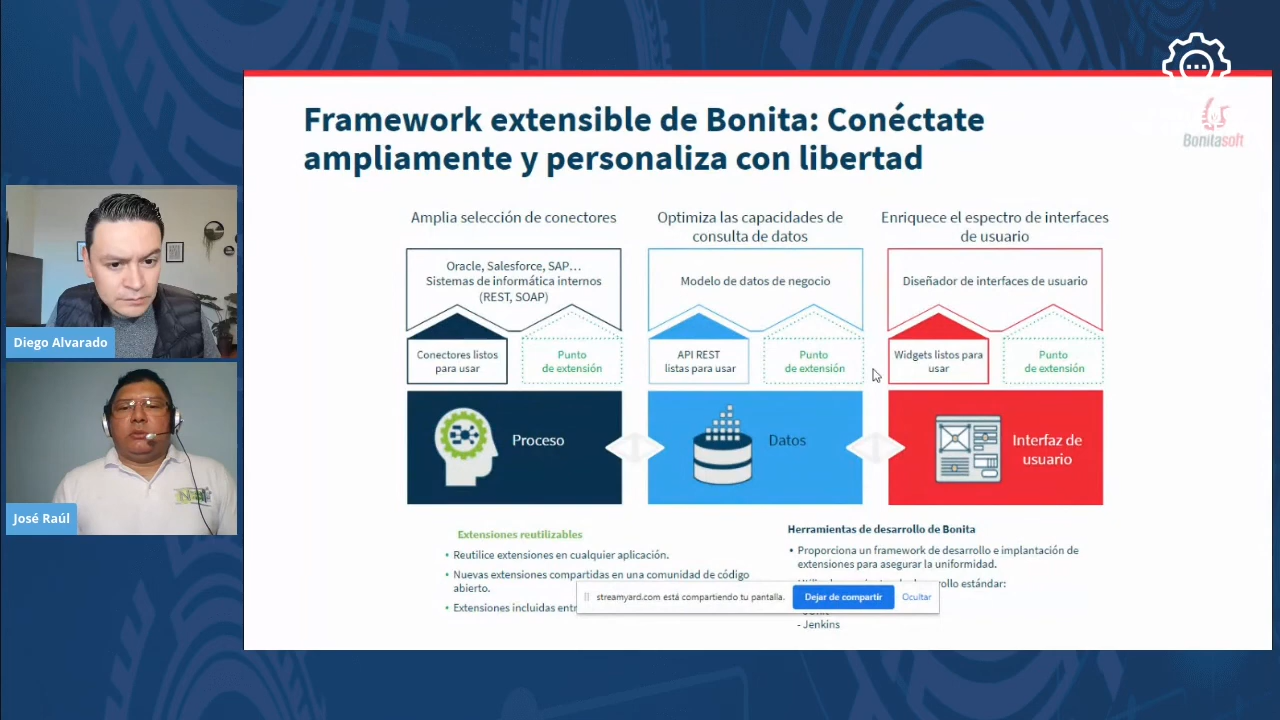 Framework extensible de Bonita: Conéctate
ampliamente y personaliza con libertad
Bonitasoft
Amplia selección de conectores
Optimiza las capacidades de
consulta de datos
Enriquece el espectro de interfaces
de usuario
Oracle, Salesforce, SAP...
Sistemas de informática internos
(REST, SOAP)
Modelo de datos de negocio
Diseñador de interfaces de usuario
Conectores listos
para usar
Punto
de extensión
API REST
listas para usar
Punto
de extensión
Widgets listos para
usar
Punto
de extensión
Proceso
Datos
Interfaz de
usuario
Diego Alvarado
José Raúl
Extensiones reutilizables
• Reutilice extensiones en cualquier aplicación.
• Nuevas extensiones compartidas en una comunidad de código
abierto.
• Extensiones incluidas
Herramientas de desarrollo de Bonita
• Proporciona un framework de desarrollo e implantación de
extensiones para asegurar la uniformidad.
estándar:
- Jenkins
streamyard.com está compartiendo tu pantalla.
Dejar de compartir
Ocultar